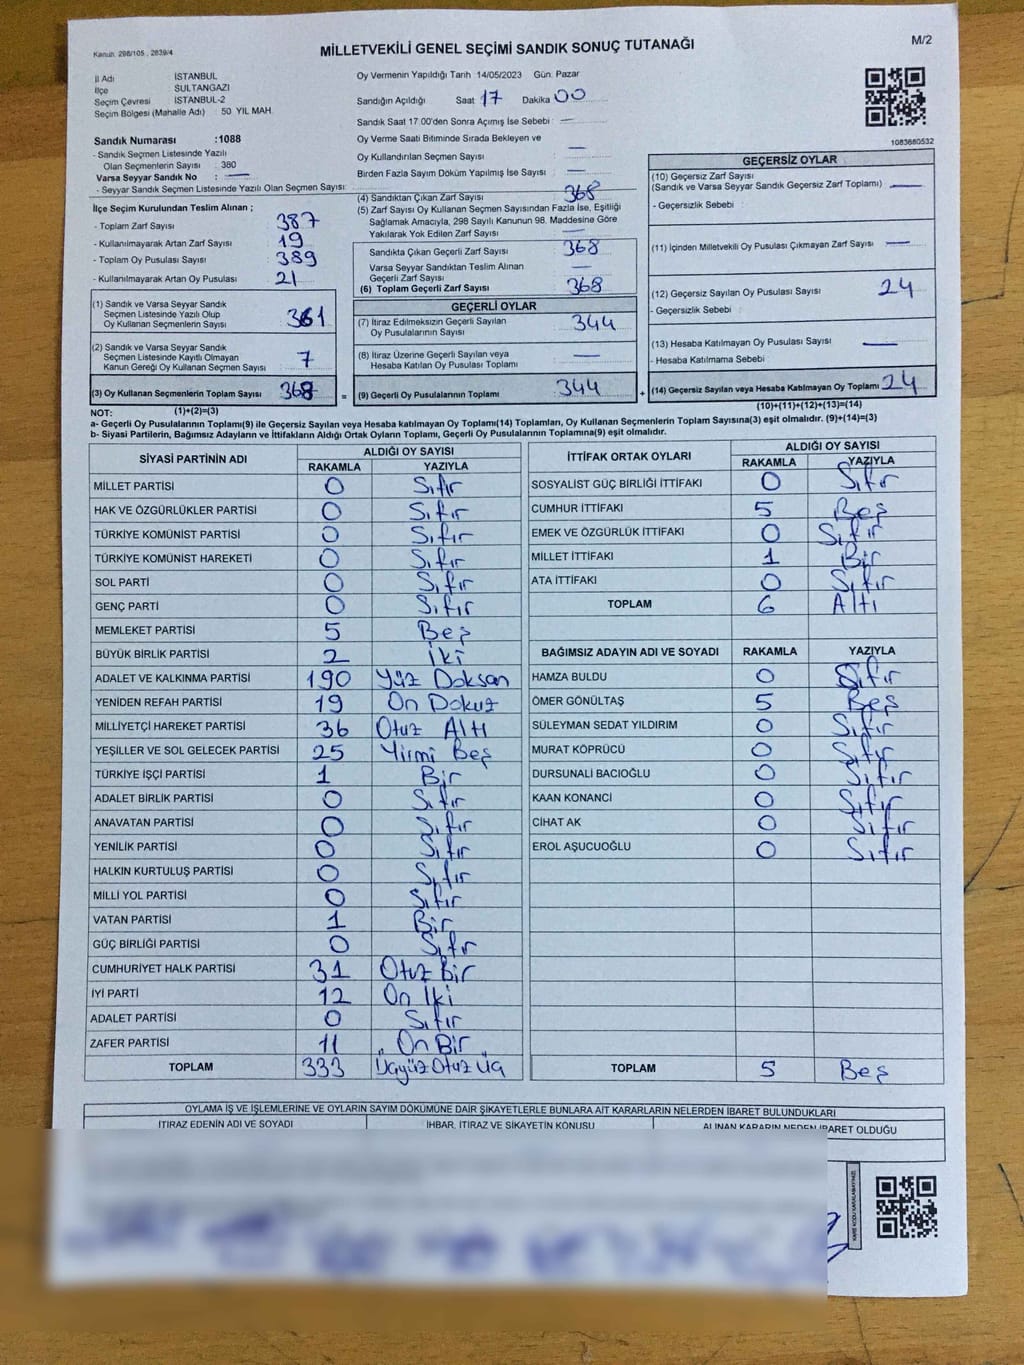 Kanun. 298/105 , 2839/4
MİLLETVEKİLİ GENEL SEÇİMİ SANDIK SONUÇ TUTANAĞI
M/2
İl Adı İSTANBUL
İlçe SULTANGAZİ
Seçim Çevresi İSTANBUL-2
Seçim Bölgesi (Mahalle Adı) 50 YIL MAH.
Sandık Numarası :1088
- Sandık Seçmen Listesinde Yazılı
Olan Seçmenlerin Sayısı : 380
Varsa Seyyar Sandık No : —
- Seyyar Sandık Seçmen Listesinde Yazılı Olan Seçmen Sayısı:
Oy Vermenin Yapıldığı Tarih 14/05/2023 Gün. Pazar
Sandığın Açıldığı Saat 17 Dakika 00
Sandık Saat 17.00'den Sonra Açımış İse Sebebi : —
Oy Verme Saati Bitiminde Sırada Bekleyen ve
Oy Kullandırılan Seçmen Sayısı —
Birden Fazla Sayım Döküm Yapılmış İse Sayısı : —
1083680532
İlçe Seçim Kurulundan Teslim Alınan ;
- Toplam Zarf Sayısı 387
- Kullanılmayarak Artan Zarf Sayısı 19
- Toplam Oy Pusulası Sayısı 389
- Kullanılmayarak Artan Oy Pusulası 21
(1) Sandık ve Varsa Seyyar Sandık
Seçmen Listesinde Yazılı Olup
Oy Kullanan Seçmenlerin Sayısı 361
(2) Sandık ve Varsa Seyyar Sandık
Seçmen Listesinde Kayıtlı Olmayan
Kanun Gereği Oy Kullanan Seçmen Sayısı 7
(3) Oy Kullanan Seçmenlerin Toplam Sayısı 368
(1)+(2)=(3)
(4) Sandıktan Çıkan Zarf Sayısı 368
(5) Zarf Sayısı Oy Kullanan Seçmen Sayısından Fazla İse, Eşitliği
Sağlamak Amacıyla, 298 Sayılı Kanunun 98. Maddesine Göre
Yakılarak Yok Edilen Zarf Sayısı —
Sandıkta Çıkan Geçerli Zarf Sayısı 368
Varsa Seyyar Sandıktan Teslim Alınan
Geçerli Zarf Sayısı —
(6) Toplam Geçerli Zarf Sayısı 368
GEÇERLİ OYLAR
(7) İtiraz Edilmeksizin Geçerli Sayılan
Oy Pusulalarının Sayısı 344
(8) İtiraz Üzerine Geçerli Sayılan veya
Hesaba Katılan Oy Pusulası Toplamı —
= (9) Geçerli Oy Pusulalarının Toplamı 344 +
GEÇERSİZ OYLAR
(10) Geçersiz Zarf Sayısı
(Sandık ve Varsa Seyyar Sandık Geçersiz Zarf Toplamı) —
- Geçersizlik Sebebi :
(11) İçinden Milletvekili Oy Pusulası Çıkmayan Zarf Sayısı —
(12) Geçersiz Sayılan Oy Pusulası Sayısı 24
- Geçersizlik Sebebi :
(13) Hesaba Katılmayan Oy Pusulası Sayısı —
- Hesaba Katılmama Sebebi :
(14) Geçersiz Sayılan veya Hesaba Katılmayan Oy Toplamı 24
(10)+(11)+(12)+(13)=(14)
NOT:
a- Geçerli Oy Pusulalarının Toplamı(9) ile Geçersiz Sayılan veya Hesaba Katılmayan Oy Toplamı(14) Toplamları, Oy Kullanan Seçmenlerin Toplam Sayısına(3) eşit olmalıdır. (9)+(14)=(3)
b- Siyasi Partilerin, Bağımsız Adayların ve İttifakların Aldığı Ortak Oyların Toplamı, Geçerli Oy Pusulalarının Toplamına(9) eşit olmalıdır.
SİYASİ PARTİNİN ADI ALDIĞI OY SAYISI
RAKAMLA YAZIYLA
MİLLET PARTİSİ 0 Sıfır
HAK VE ÖZGÜRLÜKLER PARTİSİ 0 Sıfır
TÜRKİYE KOMÜNİST PARTİSİ 0 Sıfır
TÜRKİYE KOMÜNİST HAREKETİ 0 Sıfır
SOL PARTİ 0 Sıfır
GENÇ PARTİ 0 Sıfır
MEMLEKET PARTİSİ 5 Beş
BÜYÜK BİRLİK PARTİSİ 2 İki
ADALET VE KALKINMA PARTİSİ 190 Yüz Doksan
YENİDEN REFAH PARTİSİ 19 On Dokuz
MİLLİYETÇİ HAREKET PARTİSİ 36 Otuz Altı
YEŞİLLER VE SOL GELECEK PARTİSİ 25 Yirmi Beş
TÜRKİYE İŞÇİ PARTİSİ 1 Bir
ADALET BİRLİK PARTİSİ 0 Sıfır
ANAVATAN PARTİSİ 0 Sıfır
YENİLİK PARTİSİ 0 Sıfır
HALKIN KURTULUŞ PARTİSİ 0 Sıfır
MİLLİ YOL PARTİSİ 0 Sıfır
VATAN PARTİSİ 1 Bir
GÜÇ BİRLİĞİ PARTİSİ 0 Sıfır
CUMHURİYET HALK PARTİSİ 31 Otuz Bir
İYİ PARTİ 12 On İki
ADALET PARTİSİ 0 Sıfır
ZAFER PARTİSİ 11 On Bir
TOPLAM 333 Üçyüz Otuz Üç
İTTİFAK ORTAK OYLARI ALDIĞI OY SAYISI
RAKAMLA YAZIYLA
SOSYALİST GÜÇ BİRLİĞİ İTTİFAKI 0 Sıfır
CUMHUR İTTİFAKI 5 Beş
EMEK VE ÖZGÜRLÜK İTTİFAKI 0 Sıfır
MİLLET İTTİFAKI 1 Bir
ATA İTTİFAKI 0 Sıfır
TOPLAM 6 Altı
BAĞIMSIZ ADAYIN ADI VE SOYADI RAKAMLA YAZIYLA
HAMZA BULDU 0 Sıfır
ÖMER GÖNÜLTAŞ 5 Beş
SÜLEYMAN SEDAT YILDIRIM 0 Sıfır
MURAT KÖPRÜCÜ 0 Sıfır
DURSUNALİ BACIOĞLU 0 Sıfır
KAAN KONANCİ 0 Sıfır
CİHAT AK 0 Sıfır
EROL AŞUCUOĞLU 0 Sıfır
TOPLAM 5 Beş
OYLAMA İŞ VE İŞLEMLERİNE VE OYLARIN SAYIM DÖKÜMÜNE DAİR ŞİKAYETLERLE BUNLARA AİT KARARLARIN NELERDEN İBARET BULUNDUKLARI
İTİRAZ EDENİN ADI VE SOYADI İHBAR, İTİRAZ VE ŞİKAYETİN KONUSU ALINAN KARARIN NEDEN İBARET OLDUĞU